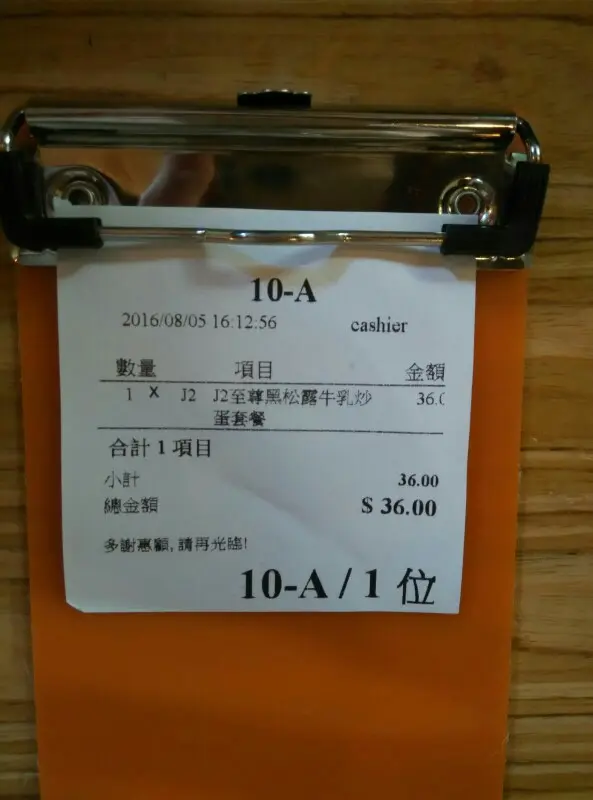 10-A
2016/08/05 16:12:56 cashier
數量 項目 金額
1 X J2 J2至尊黑松露牛乳炒 36.0
蛋套餐
合計 1 項目
小計 36.00
總金額 $ 36.00
多謝惠顧, 請再光臨!
10-A / 1 位